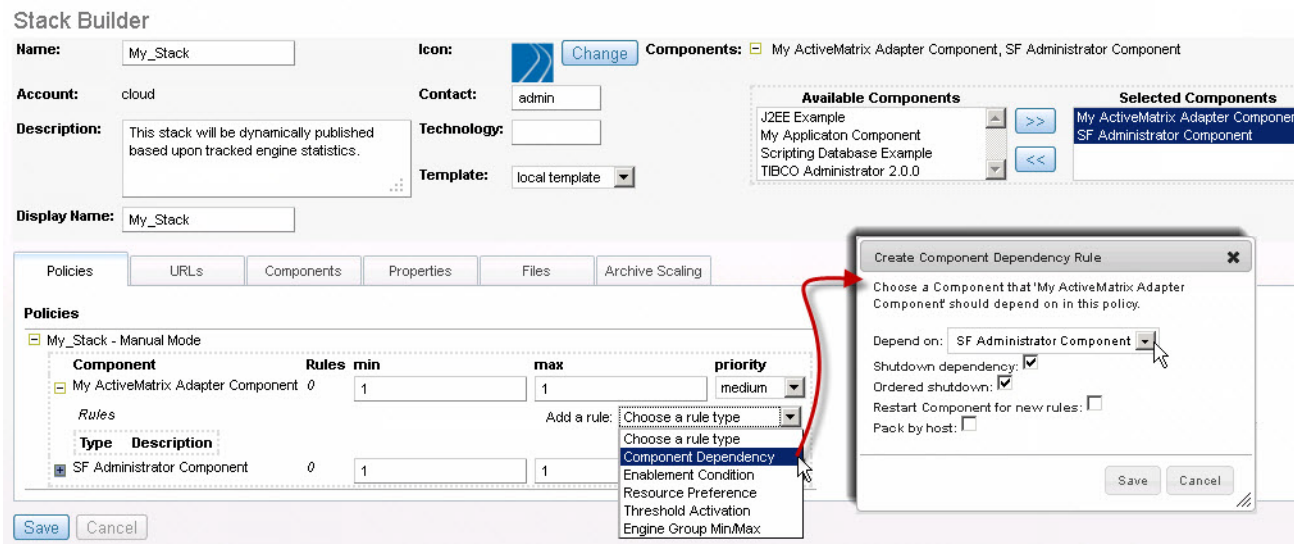 Stack Builder
Name: My_Stack Icon: Change Components: My ActiveMatrix Adapter Component, SF Administrator Component
Account: cloud Contact: admin
Available Components Selected Components
J2EE Example
My Applicaton Component
Scripting Database Example
TIBCO Administrator 2.0.0
>>
<<
My ActiveMatrix Adapter Componen
SF Administrator Component
Description: This stack will be dynamically published
based upon tracked engine statistics.
Technology:
Template: local template
Display Name: My_Stack
Policies URLs Components Properties Files Archive Scaling
Policies
My_Stack - Manual Mode
Component Rules min max priority
My ActiveMatrix Adapter Component 0 1 1 medium
Rules Add a rule: Choose a rule type
Type Description
SF Administrator Component 0 1 1
Choose a rule type
Component Dependency
Enablement Condition
Resource Preference
Threshold Activation
Engine Group Min/Max
Save Cancel
Create Component Dependency Rule
Choose a Component that 'My ActiveMatrix Adapter
Component' should depend on in this policy.
Depend on: SF Administrator Component
Shutdown dependency:
Ordered shutdown:
Restart Component for new rules:
Pack by host:
Save Cancel